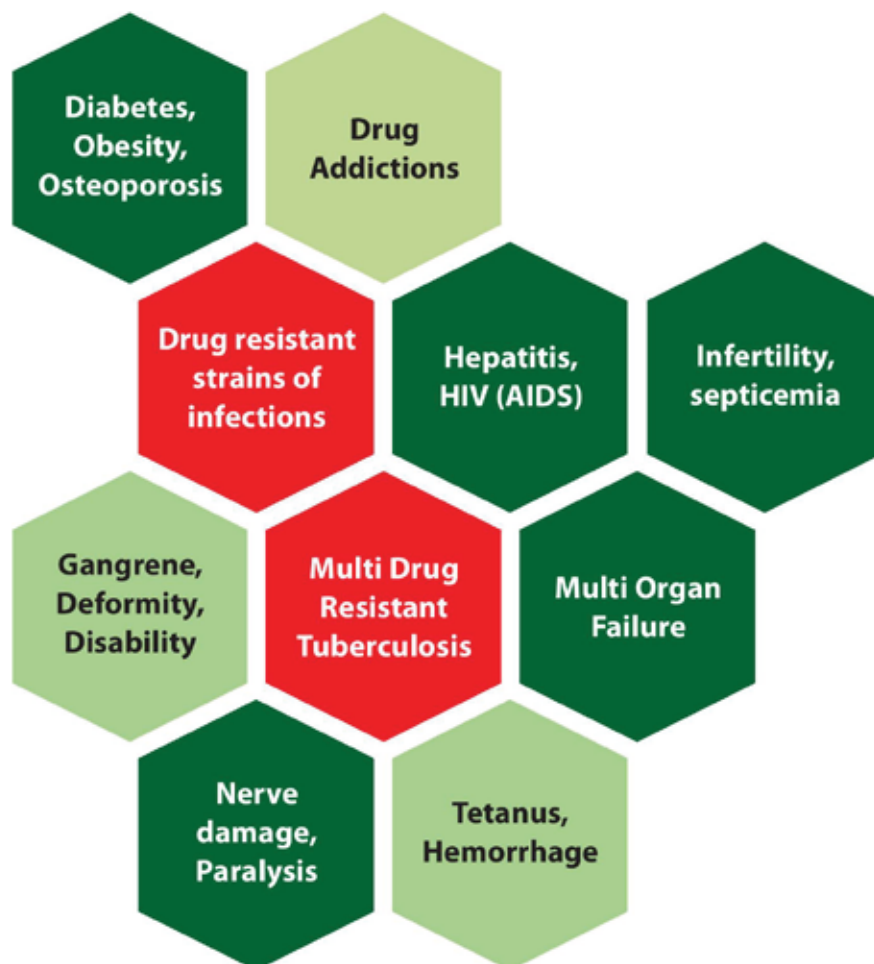 Diabetes,
Obesity,
Osteoporosis
Drug
Addictions
Drug resistant
strains of
infections
Hepatitis,
HIV (AIDS)
Infertility,
septicemia
Gangrene,
Deformity,
Disability
Multi Drug
Resistant
Tuberculosis
Multi Organ
Failure
Nerve
damage,
Paralysis
Tetanus,
Hemorrhage